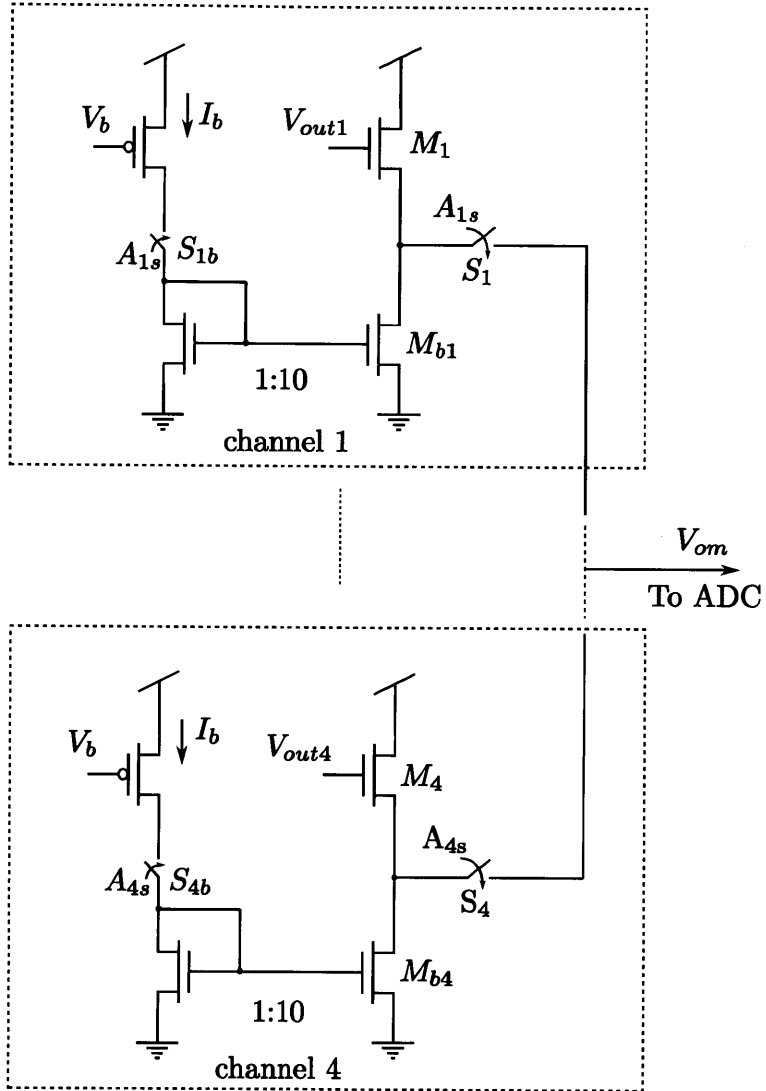 V_b
I_b
V_out1
M_1
A_1s
S_1b
A_1s
S_1
M_b1
1:10
channel 1
V_om
To ADC
V_b
I_b
V_out4
M_4
A_4s
S_4b
A_4s
S_4
M_b4
1:10
channel 4